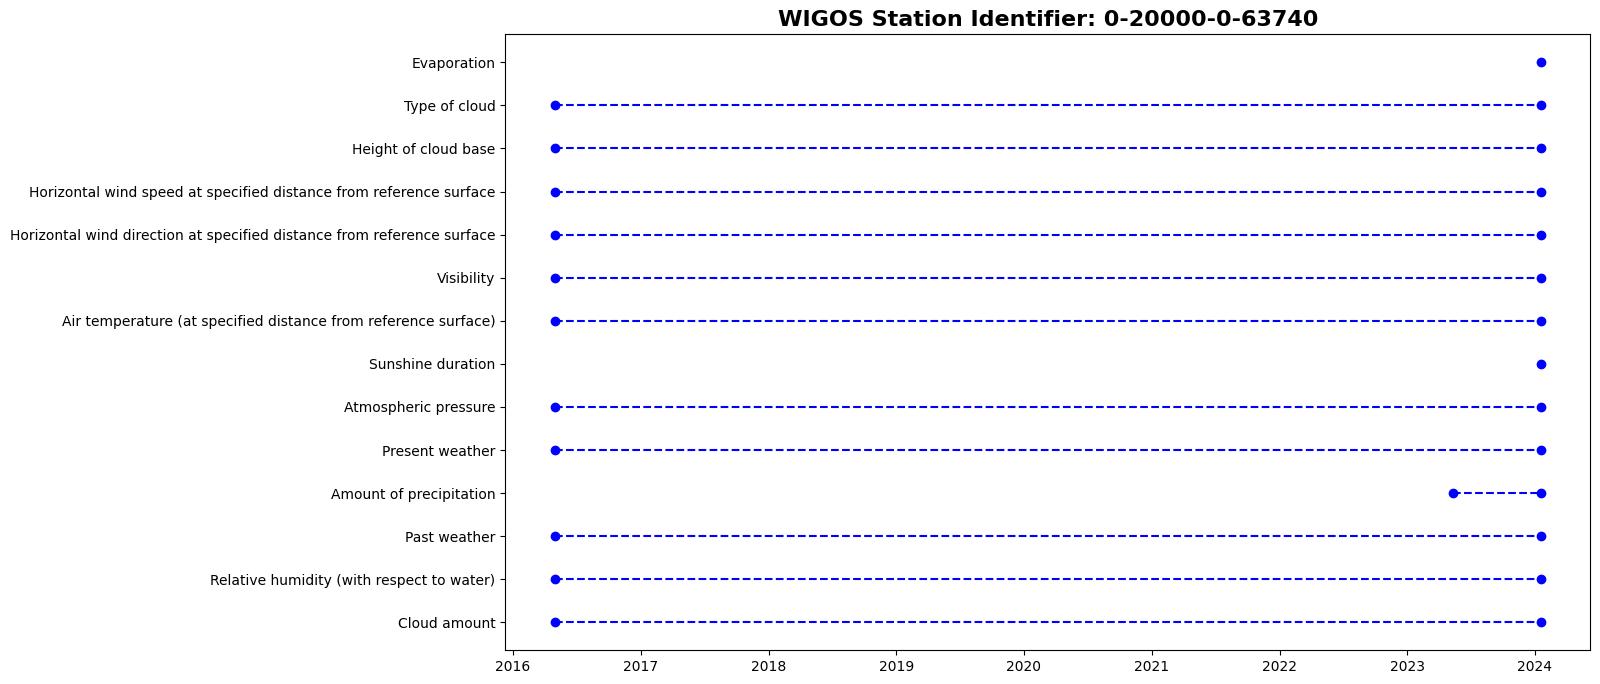 WIGOS Station Identifier: 0-20000-0-63740
Evaporation
Type of cloud
Height of cloud base
Horizontal wind speed at specified distance from reference surface
Horizontal wind direction at specified distance from reference surface
Visibility
Air temperature (at specified distance from reference surface)
Sunshine duration
Atmospheric pressure
Present weather
Amount of precipitation
Past weather
Relative humidity (with respect to water)
Cloud amount
2016 2017 2018 2019 2020 2021 2022 2023 2024